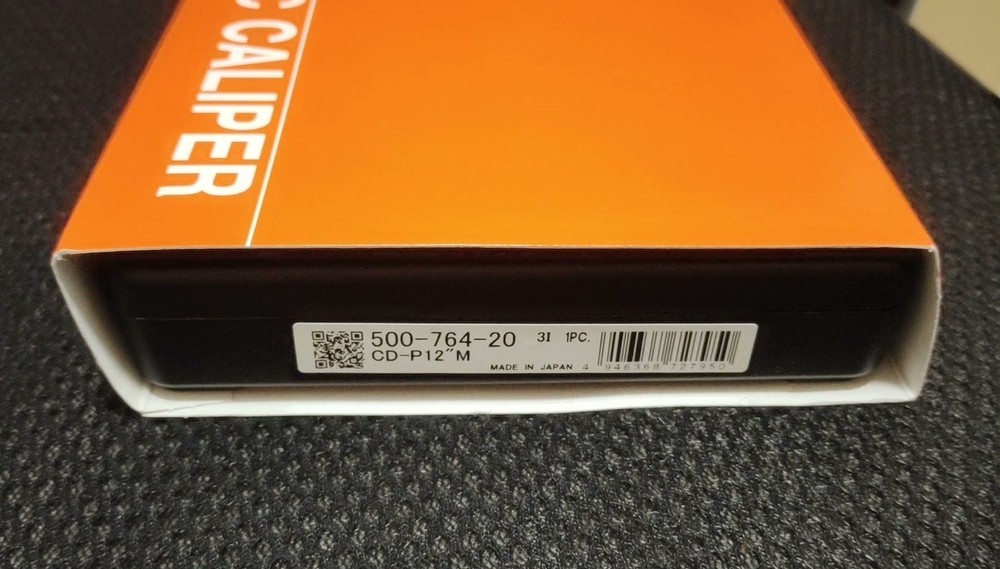 C CALIPER
500-764-20 3I 1PC.
CD-P12″M
MADE IN JAPAN 4 946368 727950